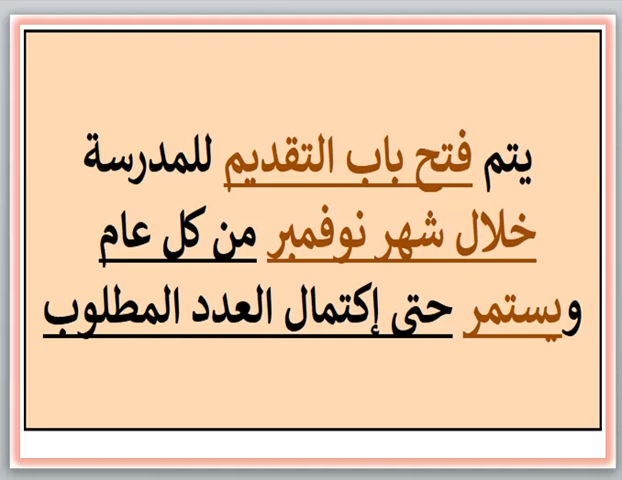 يتم فتح باب التقديم للمدرسة
خلال شهر نوفمبر من كل عام
ويستمر حتى إكتمال العدد المطلوب